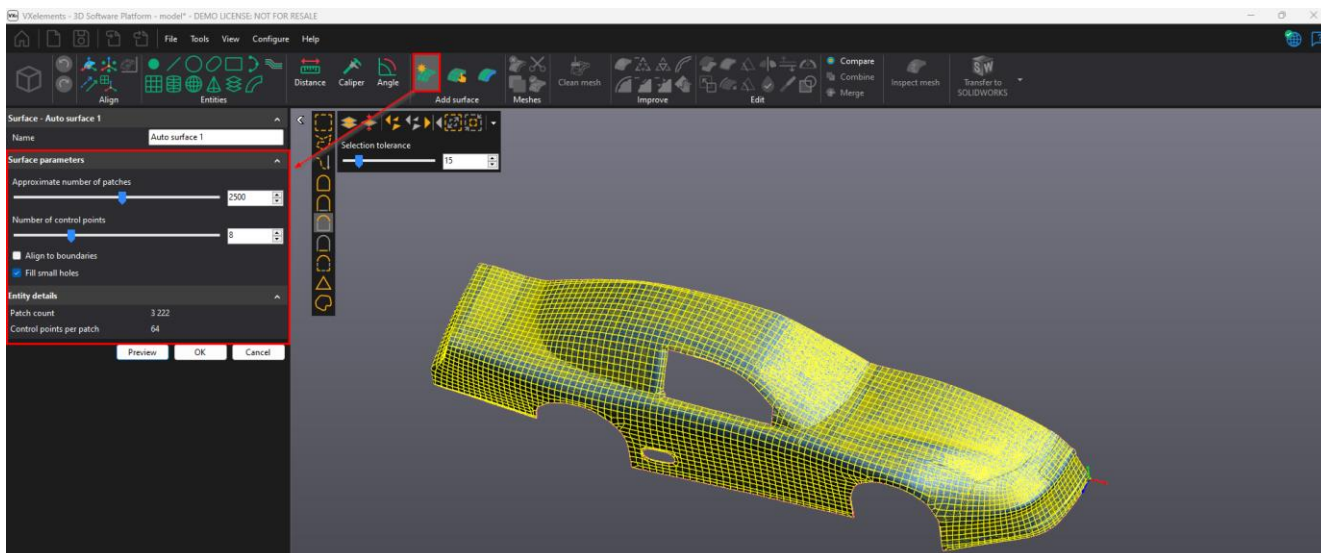 VXelements - 3D Software Platform - model* - DEMO LICENSE: NOT FOR RESALE
File Tools View Configure Help
Align
Entities
Distance
Caliper
Angle
Add surface
Meshes
Clean mesh
Improve
Edit
Compare
Combine
Merge
Inspect mesh
Transfer to
SOLIDWORKS
Surface - Auto surface 1
Name Auto surface 1
Surface parameters
Approximate number of patches
2500
Number of control points
8
Align to boundaries
Fill small holes
Entity details
Patch count 3 222
Control points per patch 64
Preview OK Cancel
Selection tolerance
15